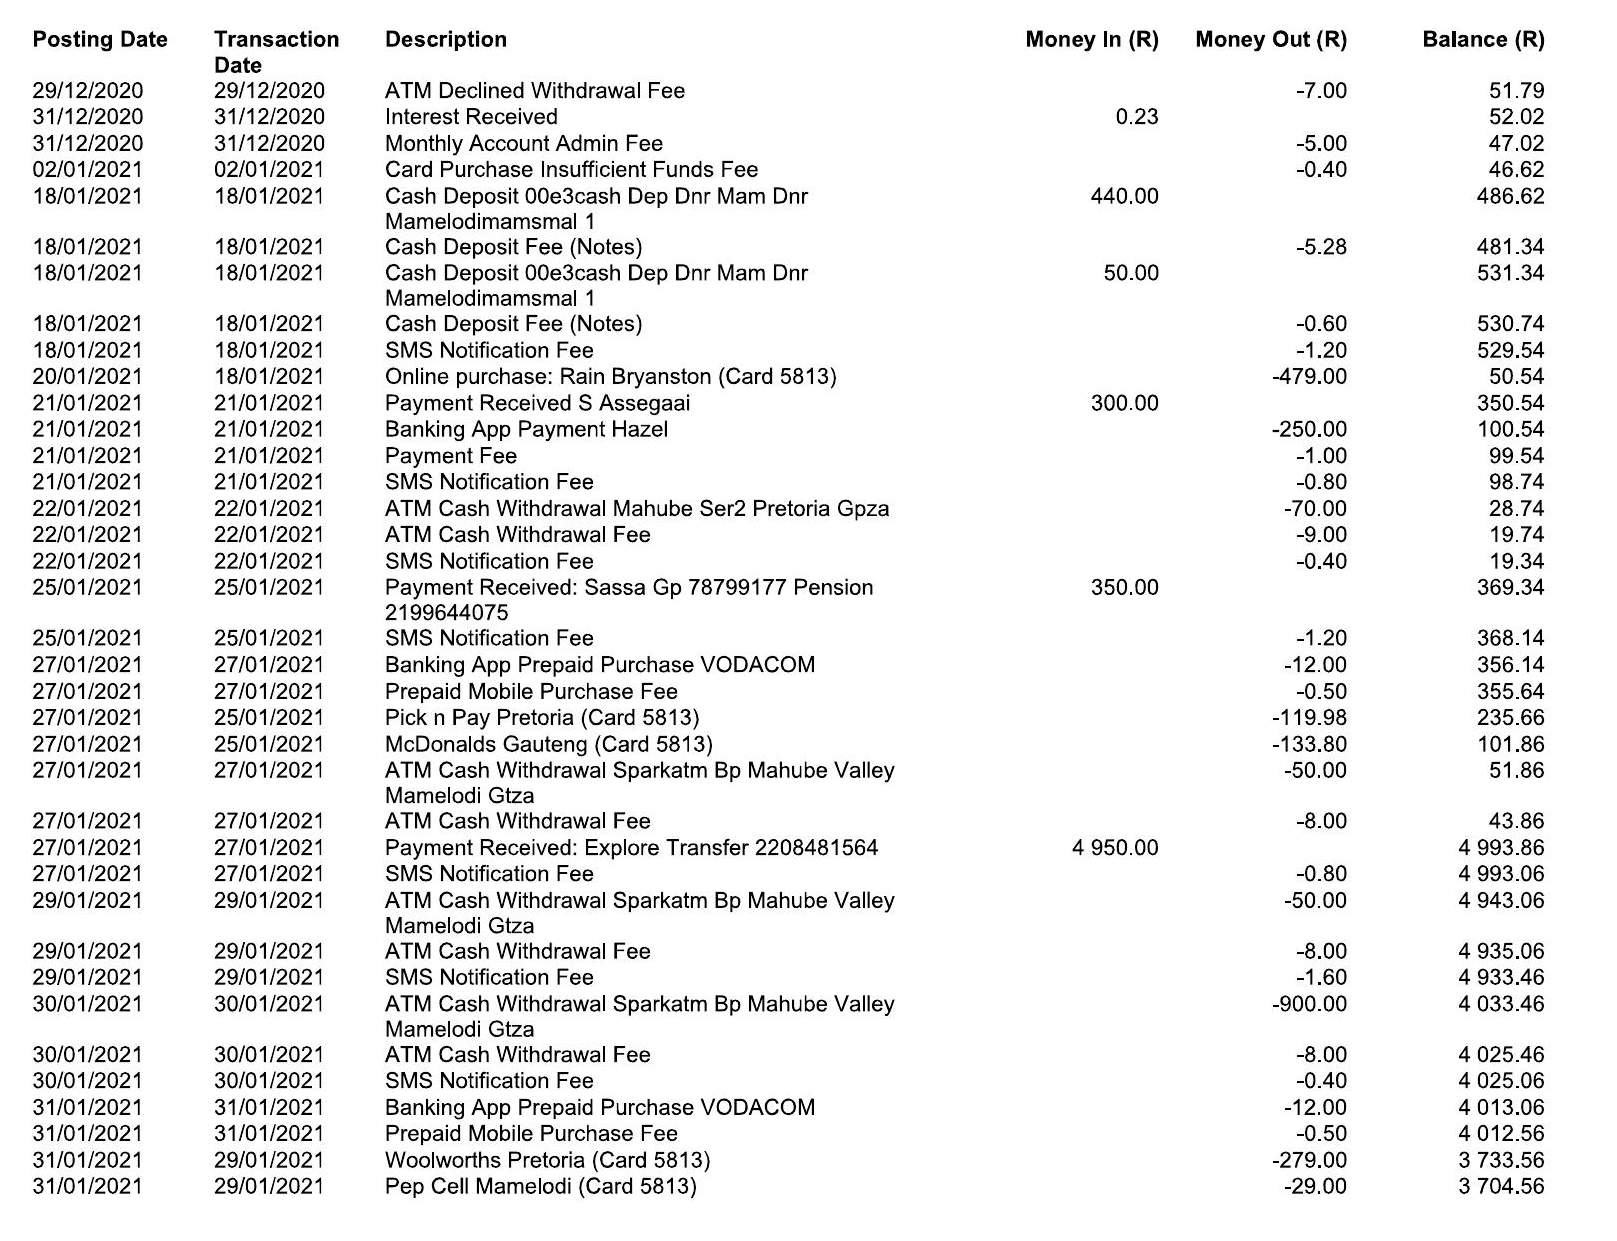 Posting Date Transaction Description Money In (R) Money Out (R) Balance (R)
Date
29/12/2020 29/12/2020 ATM Declined Withdrawal Fee -7.00 51.79
31/12/2020 31/12/2020 Interest Received 0.23 52.02
31/12/2020 31/12/2020 Monthly Account Admin Fee -5.00 47.02
02/01/2021 02/01/2021 Card Purchase Insufficient Funds Fee -0.40 46.62
18/01/2021 18/01/2021 Cash Deposit 00e3cash Dep Dnr Mam Dnr 440.00 486.62
Mamelodimamsmal 1
18/01/2021 18/01/2021 Cash Deposit Fee (Notes) -5.28 481.34
18/01/2021 18/01/2021 Cash Deposit 00e3cash Dep Dnr Mam Dnr 50.00 531.34
Mamelodimamsmal 1
18/01/2021 18/01/2021 Cash Deposit Fee (Notes) -0.60 530.74
18/01/2021 18/01/2021 SMS Notification Fee -1.20 529.54
20/01/2021 18/01/2021 Online purchase: Rain Bryanston (Card 5813) -479.00 50.54
21/01/2021 21/01/2021 Payment Received S Assegaai 300.00 350.54
21/01/2021 21/01/2021 Banking App Payment Hazel -250.00 100.54
21/01/2021 21/01/2021 Payment Fee -1.00 99.54
21/01/2021 21/01/2021 SMS Notification Fee -0.80 98.74
22/01/2021 22/01/2021 ATM Cash Withdrawal Mahube Ser2 Pretoria Gpza -70.00 28.74
22/01/2021 22/01/2021 ATM Cash Withdrawal Fee -9.00 19.74
22/01/2021 22/01/2021 SMS Notification Fee -0.40 19.34
25/01/2021 25/01/2021 Payment Received: Sassa Gp 78799177 Pension 350.00 369.34
2199644075
25/01/2021 25/01/2021 SMS Notification Fee -1.20 368.14
27/01/2021 27/01/2021 Banking App Prepaid Purchase VODACOM -12.00 356.14
27/01/2021 27/01/2021 Prepaid Mobile Purchase Fee -0.50 355.64
27/01/2021 25/01/2021 Pick n Pay Pretoria (Card 5813) -119.98 235.66
27/01/2021 25/01/2021 McDonalds Gauteng (Card 5813) -133.80 101.86
27/01/2021 27/01/2021 ATM Cash Withdrawal Sparkatm Bp Mahube Valley -50.00 51.86
Mamelodi Gtza
27/01/2021 27/01/2021 ATM Cash Withdrawal Fee -8.00 43.86
27/01/2021 27/01/2021 Payment Received: Explore Transfer 2208481564 4 950.00 4 993.86
27/01/2021 27/01/2021 SMS Notification Fee -0.80 4 993.06
29/01/2021 29/01/2021 ATM Cash Withdrawal Sparkatm Bp Mahube Valley -50.00 4 943.06
Mamelodi Gtza
29/01/2021 29/01/2021 ATM Cash Withdrawal Fee -8.00 4 935.06
29/01/2021 29/01/2021 SMS Notification Fee -1.60 4 933.46
30/01/2021 30/01/2021 ATM Cash Withdrawal Sparkatm Bp Mahube Valley -900.00 4 033.46
Mamelodi Gtza
30/01/2021 30/01/2021 ATM Cash Withdrawal Fee -8.00 4 025.46
30/01/2021 30/01/2021 SMS Notification Fee -0.40 4 025.06
31/01/2021 31/01/2021 Banking App Prepaid Purchase VODACOM -12.00 4 013.06
31/01/2021 31/01/2021 Prepaid Mobile Purchase Fee -0.50 4 012.56
31/01/2021 29/01/2021 Woolworths Pretoria (Card 5813) -279.00 3 733.56
31/01/2021 29/01/2021 Pep Cell Mamelodi (Card 5813) -29.00 3 704.56